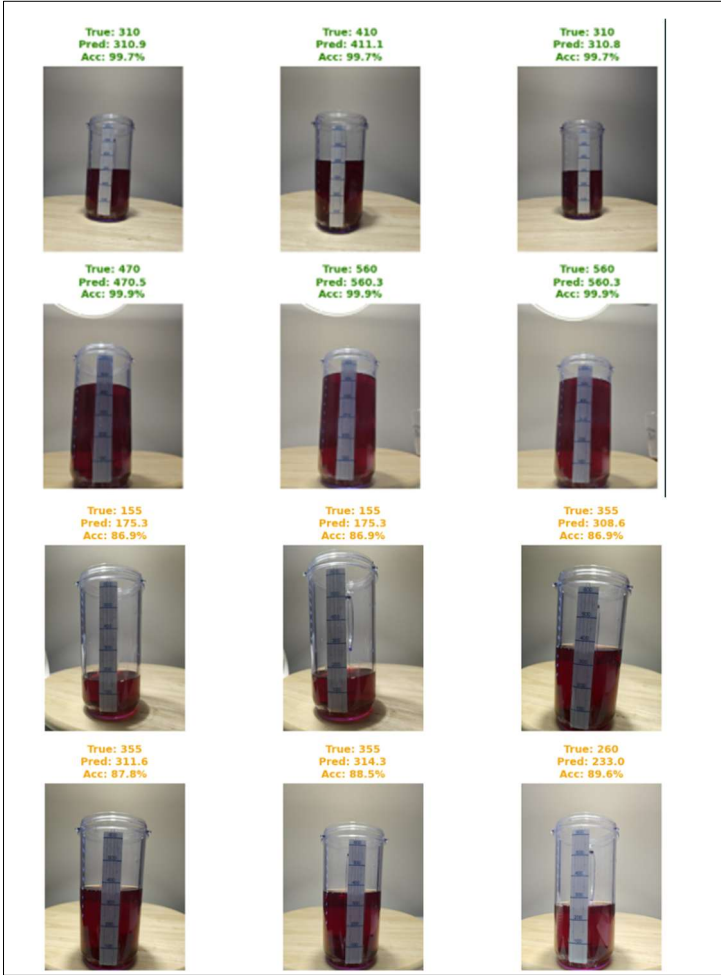 True: 310
Pred: 310.9
Acc: 99.7%
True: 410
Pred: 411.1
Acc: 99.7%
True: 310
Pred: 310.8
Acc: 99.7%
True: 470
Pred: 470.5
Acc: 99.9%
True: 560
Pred: 560.3
Acc: 99.9%
True: 560
Pred: 560.3
Acc: 99.9%
True: 155
Pred: 175.3
Acc: 86.9%
True: 155
Pred: 175.3
Acc: 86.9%
True: 355
Pred: 308.6
Acc: 86.9%
True: 355
Pred: 311.6
Acc: 87.8%
True: 355
Pred: 314.3
Acc: 88.5%
True: 260
Pred: 233.0
Acc: 89.6%